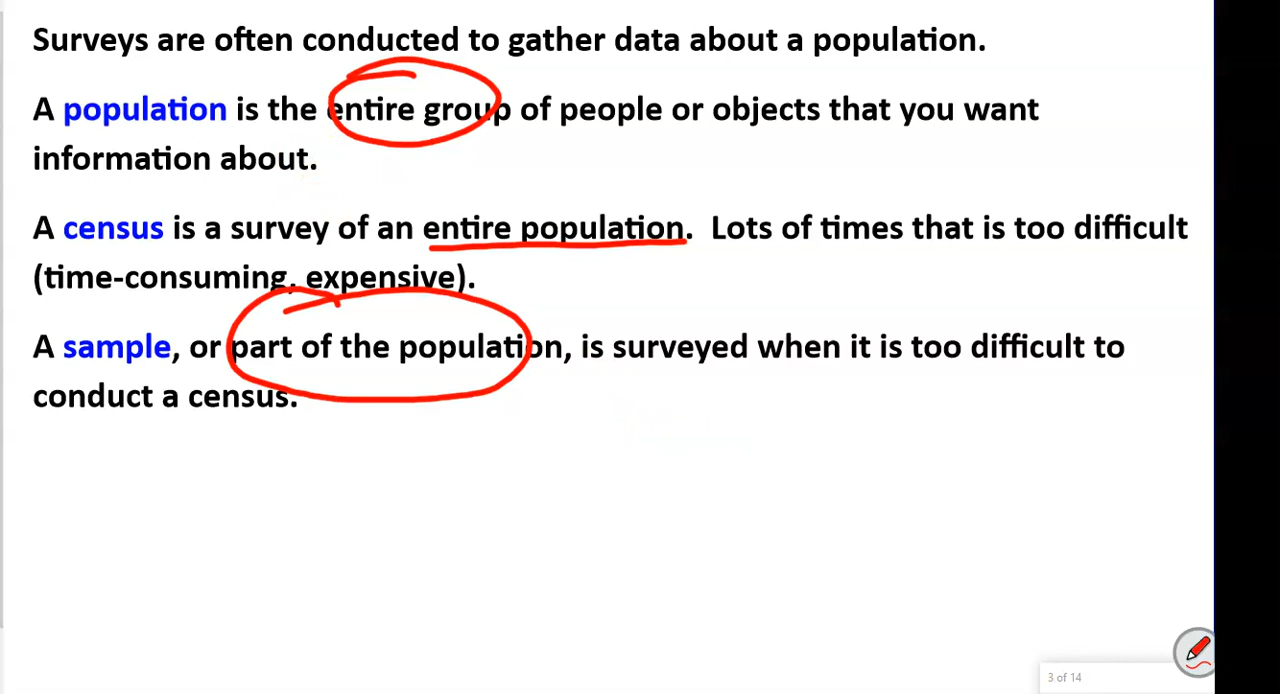 Surveys are often conducted to gather data about a population.
A population is the entire group of people or objects that you want
information about.
A census is a survey of an entire population. Lots of times that is too difficult
(time-consuming, expensive).
A sample, or part of the population, is surveyed when it is too difficult to
conduct a census.
3 of 14